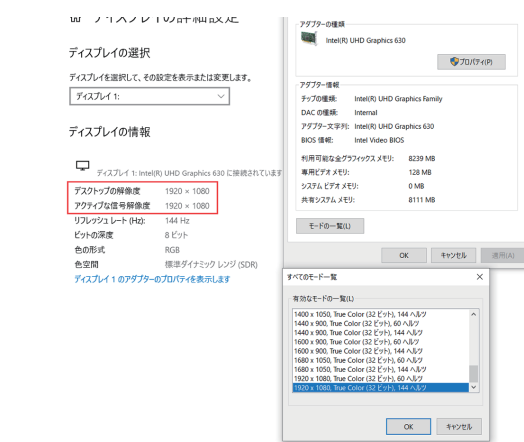 ディスプレイの詳細設定
ディスプレイの選択
ディスプレイを選択して、その設定を表示または変更します。
ディスプレイ 1:
ディスプレイの情報
ディスプレイ 1: Intel(R) UHD Graphics 630 に接続されています
デスクトップの解像度 1920 × 1080
アクティブな信号解像度 1920 × 1080
リフレッシュ レート (Hz): 144 Hz
ビットの深度 8 ビット
色の形式 RGB
色空間 標準ダイナミック レンジ (SDR)
ディスプレイ 1 のアダプターのプロパティを表示します
アダプターの種類
Intel(R) UHD Graphics 630
プロパティ(P)
アダプター情報
チップの種類: Intel(R) UHD Graphics Family
DAC の種類: Internal
アダプター文字列: Intel(R) UHD Graphics 630
BIOS 情報: Intel Video BIOS
利用可能な全グラフィックス メモリ: 8239 MB
専用ビデオ メモリ: 128 MB
システム ビデオ メモリ: 0 MB
共有システム メモリ: 8111 MB
モードの一覧(L)
OK キャンセル 適用(A)
すべてのモード一覧
有効なモードの一覧(L)
1400 x 1050, True Color (32 ビット), 144 ヘルツ
1440 x 900, True Color (32 ビット), 60 ヘルツ
1440 x 900, True Color (32 ビット), 144 ヘルツ
1600 x 900, True Color (32 ビット), 60 ヘルツ
1600 x 900, True Color (32 ビット), 144 ヘルツ
1680 x 1050, True Color (32 ビット), 60 ヘルツ
1680 x 1050, True Color (32 ビット), 144 ヘルツ
1920 x 1080, True Color (32 ビット), 60 ヘルツ
1920 x 1080, True Color (32 ビット), 144 ヘルツ
OK キャンセル